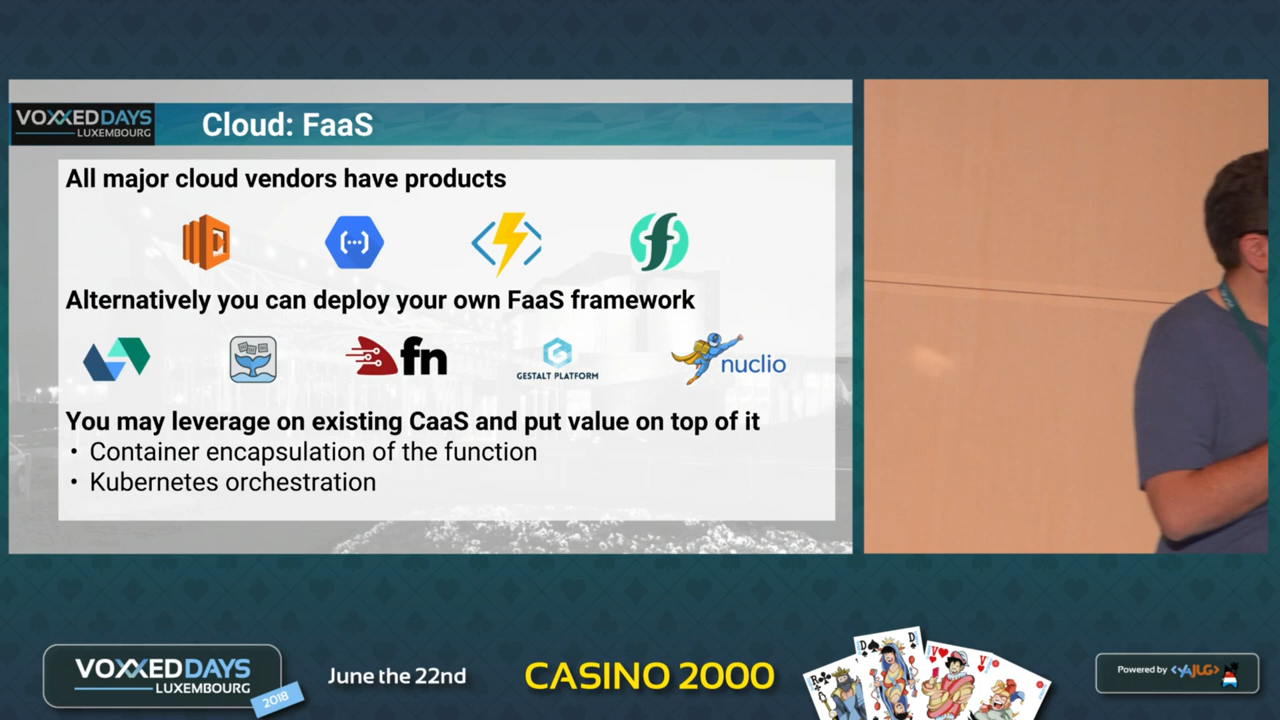 VOXXEDDAYS
LUXEMBOURG
Cloud: FaaS
All major cloud vendors have products
Alternatively you can deploy your own FaaS framework
fn
GESTALT PLATFORM
nuclio
You may leverage on existing CaaS and put value on top of it
• Container encapsulation of the function
• Kubernetes orchestration
VOXXEDDAYS
LUXEMBOURG
2018
June the 22nd
CASINO 2000
R
D
D
V
V
Powered by <YAJUG>